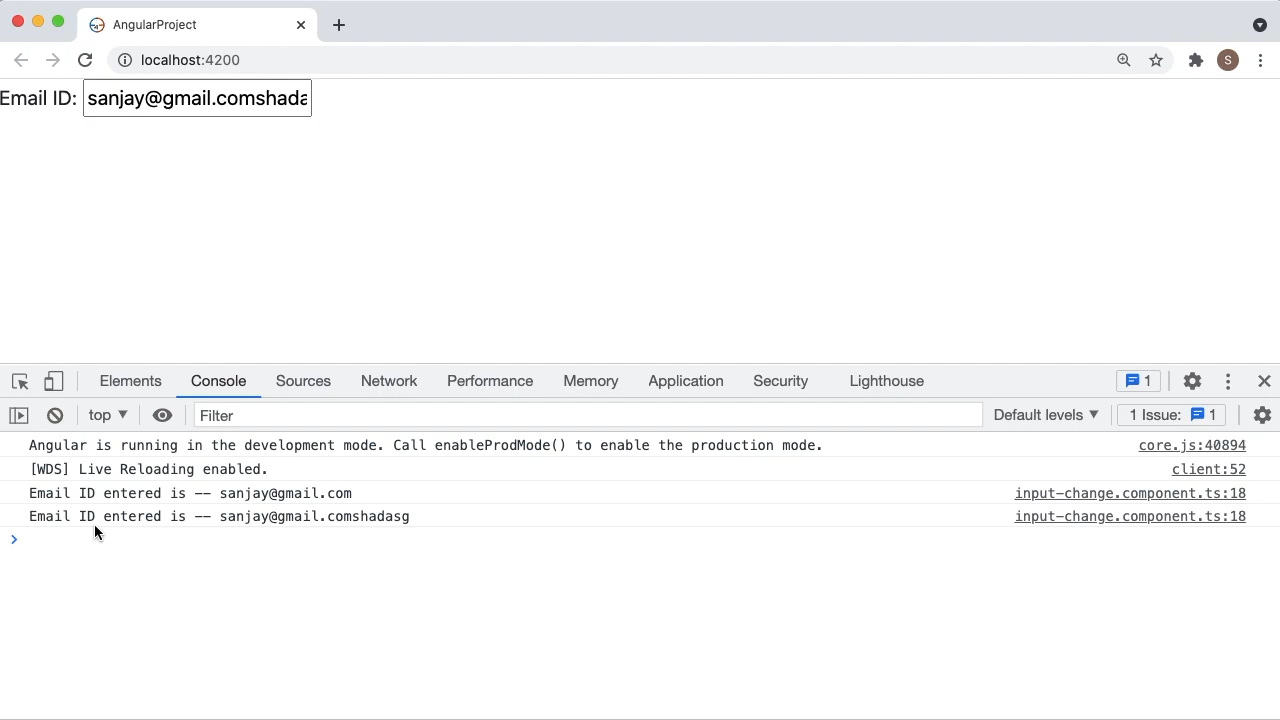 AngularProject
localhost:4200
S
Email ID: sanjay@gmail.comshada
Elements Console Sources Network Performance Memory Application Security Lighthouse 1
top Filter Default levels 1 Issue: 1
Angular is running in the development mode. Call enableProdMode() to enable the production mode. core.js:40894
[WDS] Live Reloading enabled. client:52
Email ID entered is -- sanjay@gmail.com input-change.component.ts:18
Email ID entered is -- sanjay@gmail.comshadasg input-change.component.ts:18